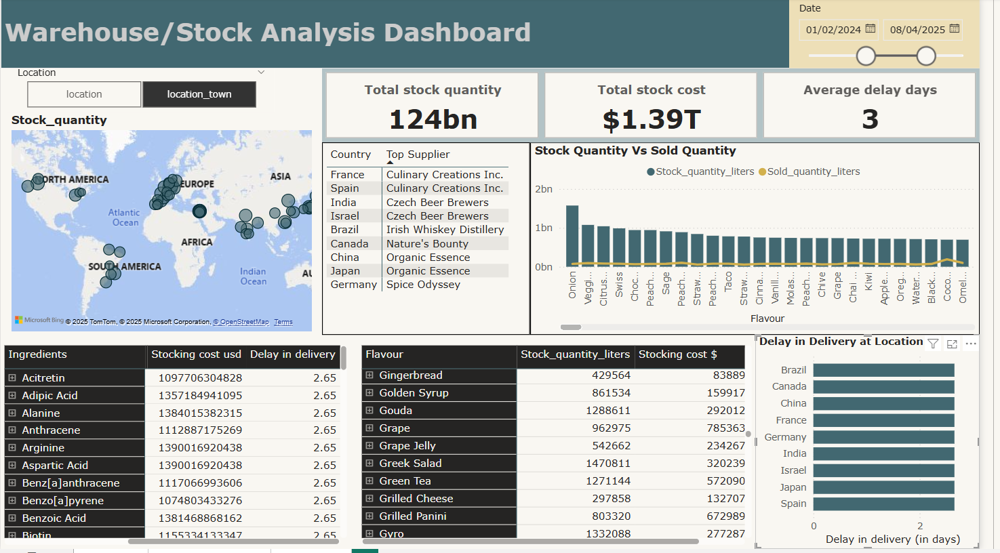 Warehouse/Stock Analysis Dashboard
Date
01/02/2024 08/04/2025
Location
location location_town
Stock_quantity
NORTH AMERICA
EUROPE
ASIA
Atlantic
Ocean
AFRICA
SOUTH AMERICA
Indian
Ocean
AU
Microsoft Bing © 2025 TomTom, © 2025 Microsoft Corporation, © OpenStreetMap Terms
Total stock quantity
124bn
Total stock cost
$1.39T
Average delay days
3
Country Top Supplier
France Culinary Creations Inc.
Spain Culinary Creations Inc.
India Czech Beer Brewers
Israel Czech Beer Brewers
Brazil Irish Whiskey Distillery
Canada Nature's Bounty
China Organic Essence
Japan Organic Essence
Germany Spice Odyssey
Stock Quantity Vs Sold Quantity
Stock_quantity_liters Sold_quantity_liters
2bn
1bn
0bn
Onion
Veggi...
Citrus...
Swiss
Choc...
Peach...
Sage
Peach...
Straw...
Peach...
Taco
Straw...
Cinna...
Vanill...
Molas...
Peach...
Chive
Grape
Chai ...
Kiwi
Apple...
Oreg...
Water...
Black...
Coco...
Omel...
Flavour
Ingredients Stocking cost usd Delay in delivery
Acitretin 1097706304828 2.65
Adipic Acid 1357184941095 2.65
Alanine 1384015382315 2.65
Anthracene 1112887175269 2.65
Arginine 1390016920438 2.65
Aspartic Acid 1390016920438 2.65
Benz[a]anthracene 1117066993606 2.65
Benzo[a]pyrene 1074803433276 2.65
Benzoic Acid 1381468868162 2.65
Biotin 1155334133347 2.65
Flavour Stock_quantity_liters Stocking cost $
Gingerbread 429564 83889
Golden Syrup 861534 159917
Gouda 1288611 292012
Grape 962975 785363
Grape Jelly 542662 234267
Greek Salad 1470811 320239
Green Tea 1271144 572090
Grilled Cheese 297858 132707
Grilled Panini 803320 672989
Gyro 1332088 277287
Delay in Delivery at Location
Brazil
Canada
China
France
Germany
India
Israel
Japan
Spain
0 2
Delay in delivery (in days)